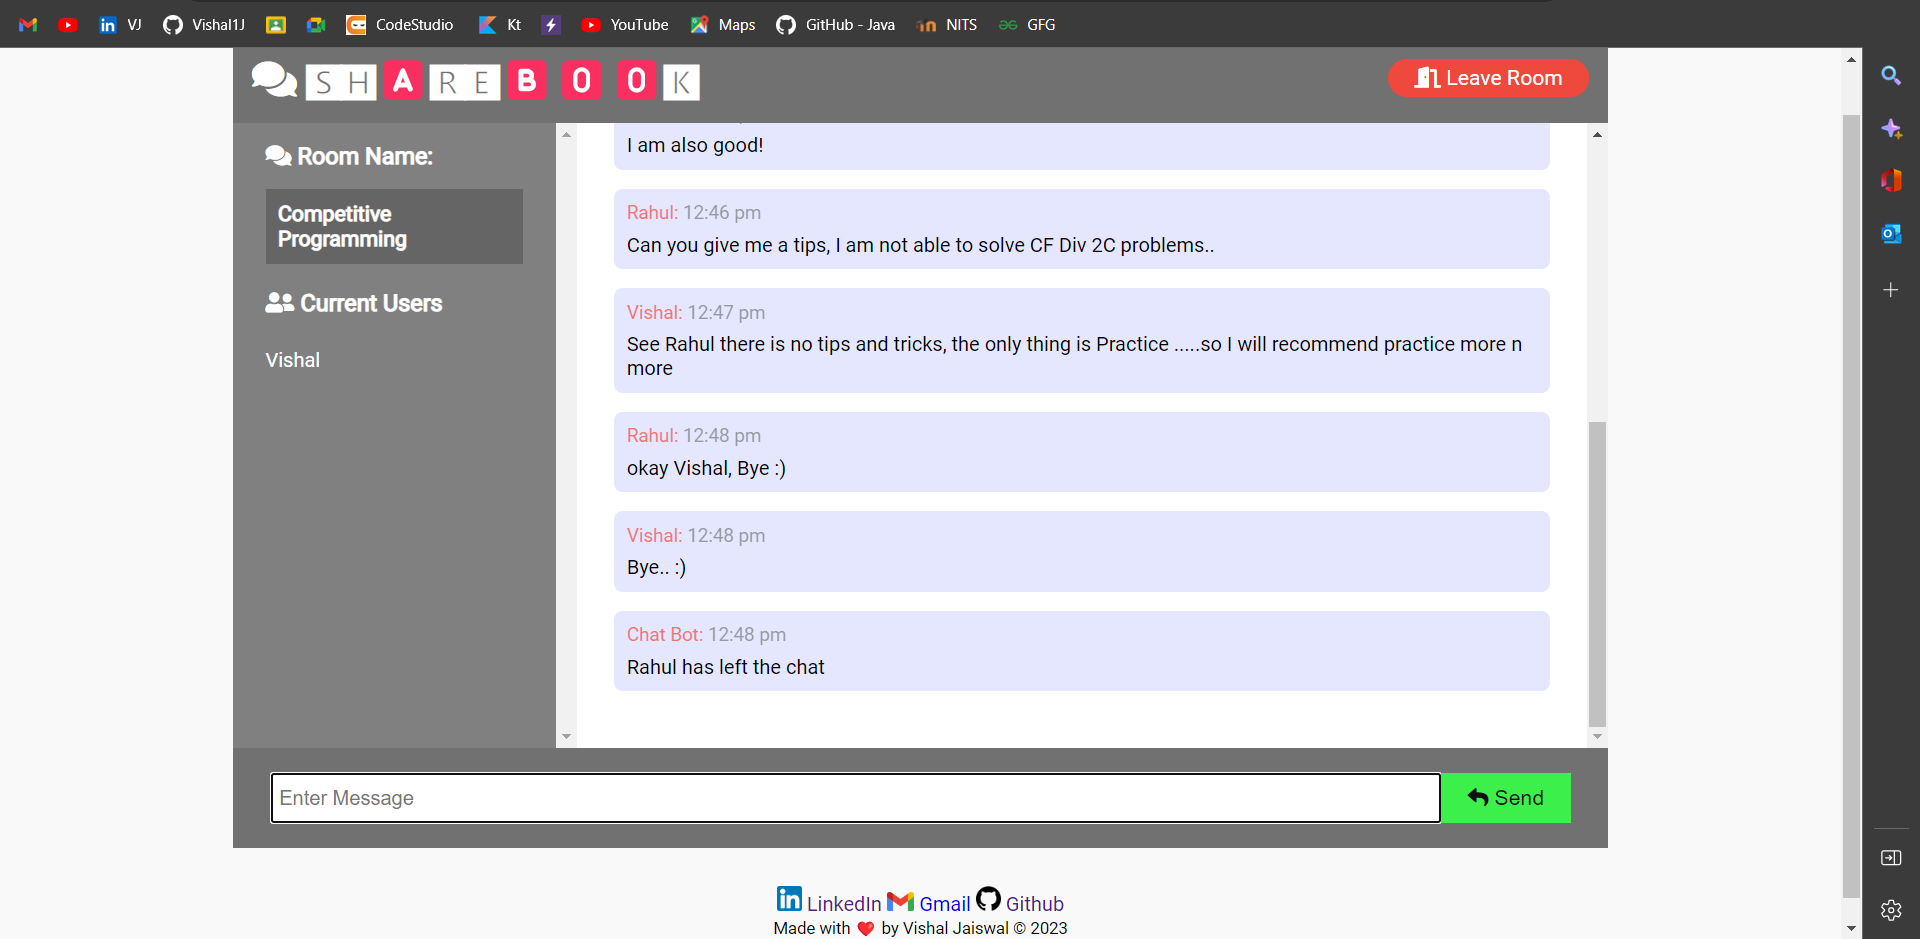 VJ Vishal1J CodeStudio Kt YouTube Maps GitHub - Java NITS GFG
SHAREBOOK
Leave Room
Room Name:
Competitive
Programming
Current Users
Vishal
I am also good!
Rahul: 12:46 pm
Can you give me a tips, I am not able to solve CF Div 2C problems..
Vishal: 12:47 pm
See Rahul there is no tips and tricks, the only thing is Practice .....so I will recommend practice more n
more
Rahul: 12:48 pm
okay Vishal, Bye :)
Vishal: 12:48 pm
Bye.. :)
Chat Bot: 12:48 pm
Rahul has left the chat
Enter Message
Send
LinkedIn Gmail Github
Made with ❤️ by Vishal Jaiswal © 2023